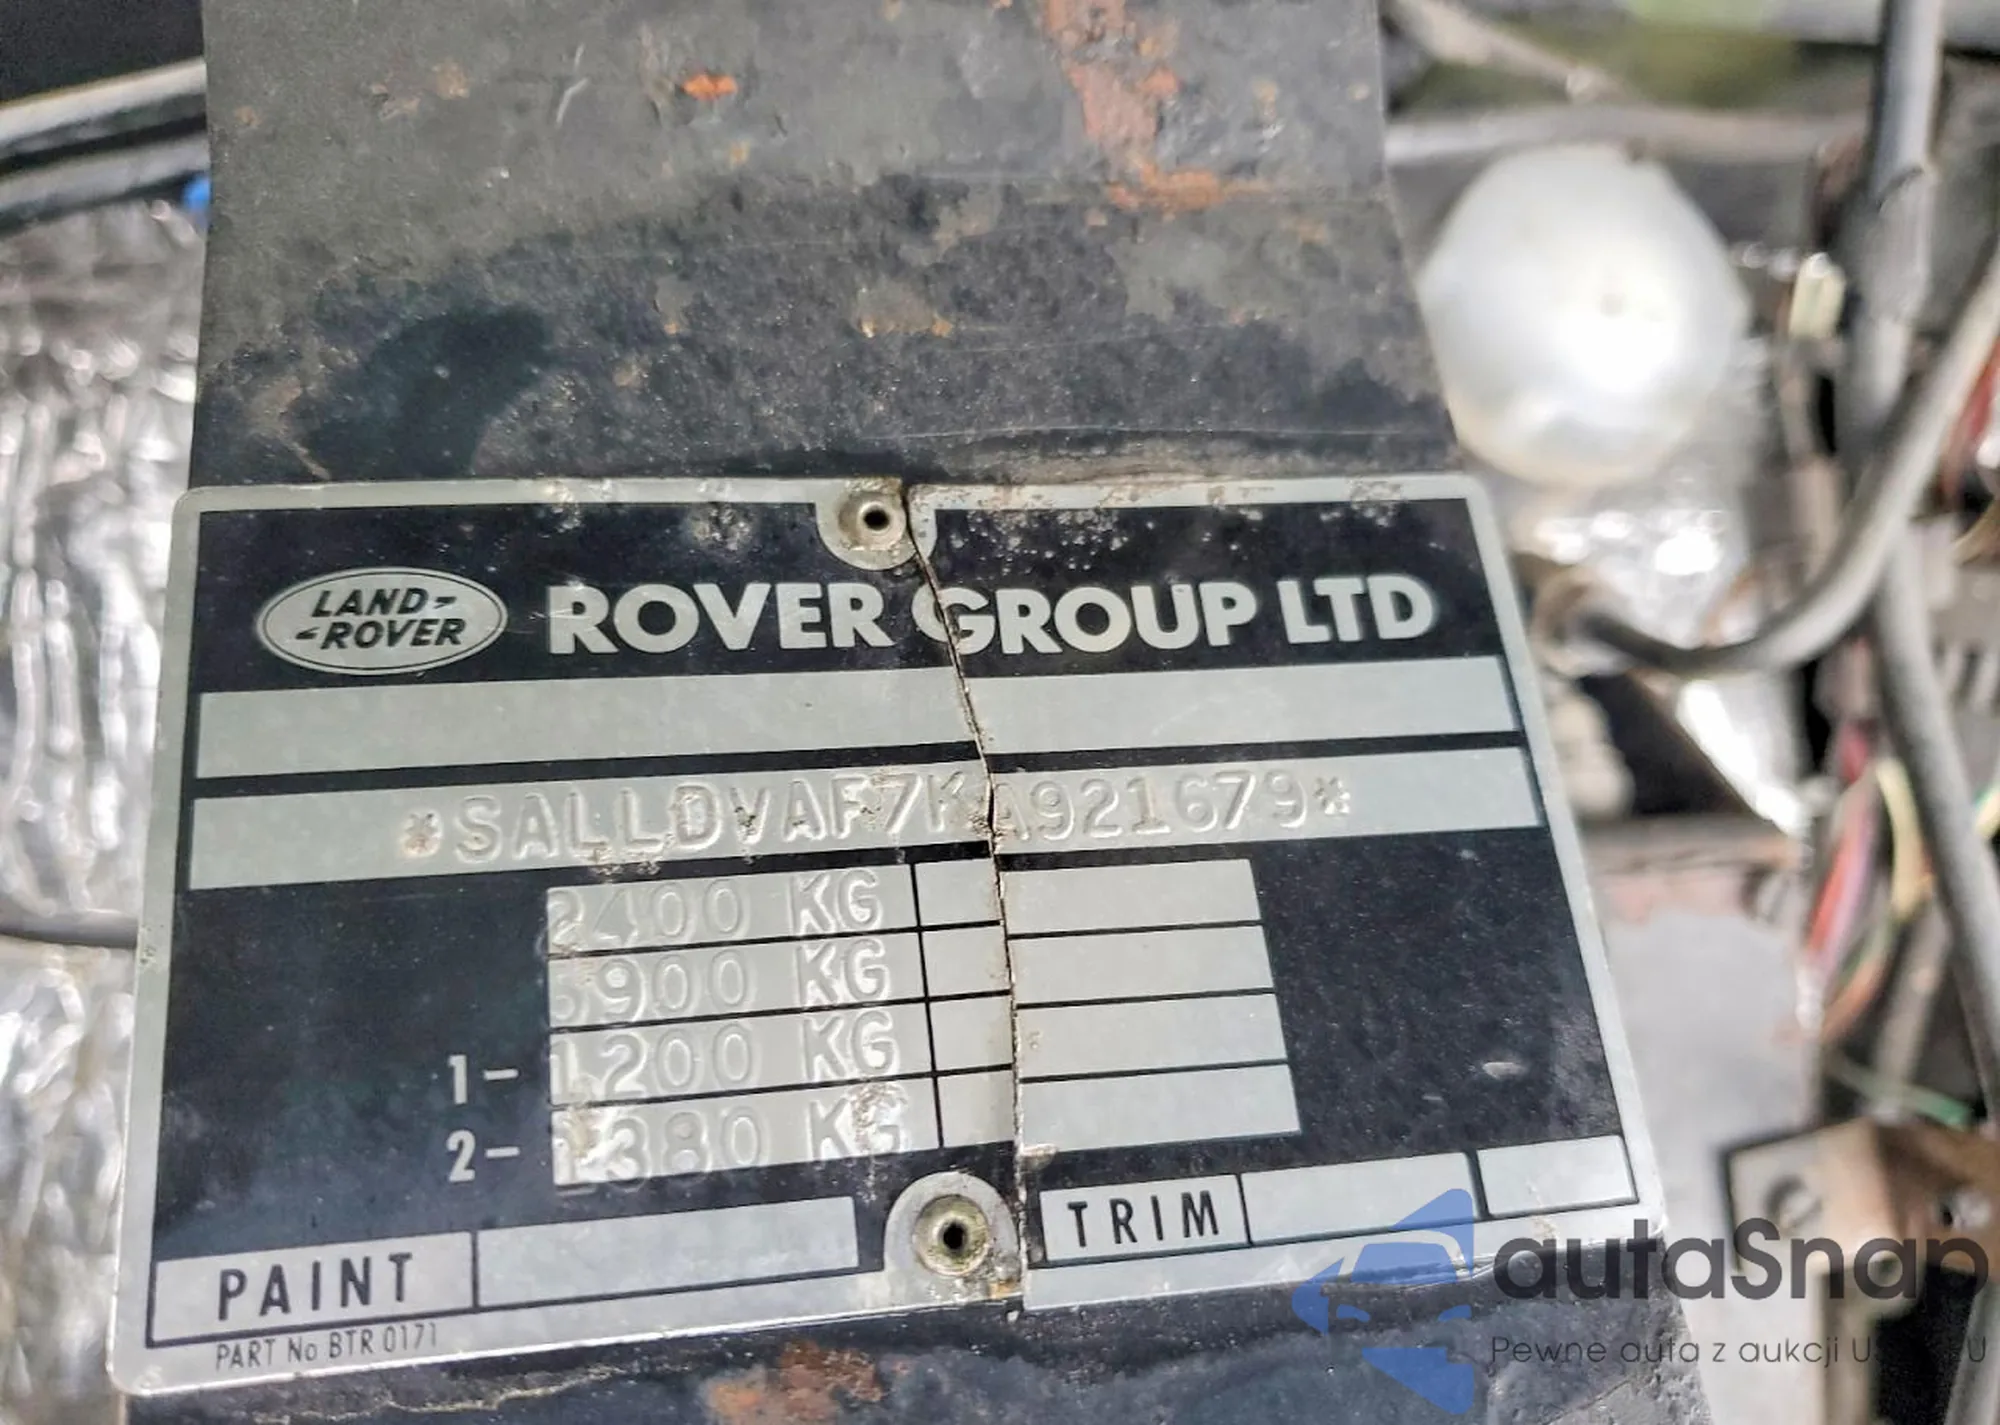 LAND-
-ROVER
ROVER GROUP LTD
*SALLDVAF7KA921679*
2400 KG
5900 KG
1- 1200 KG
2- 1380 KG
PAINT
TRIM
PART No BTR 0171
autaSnap
Pewne auta z aukcji